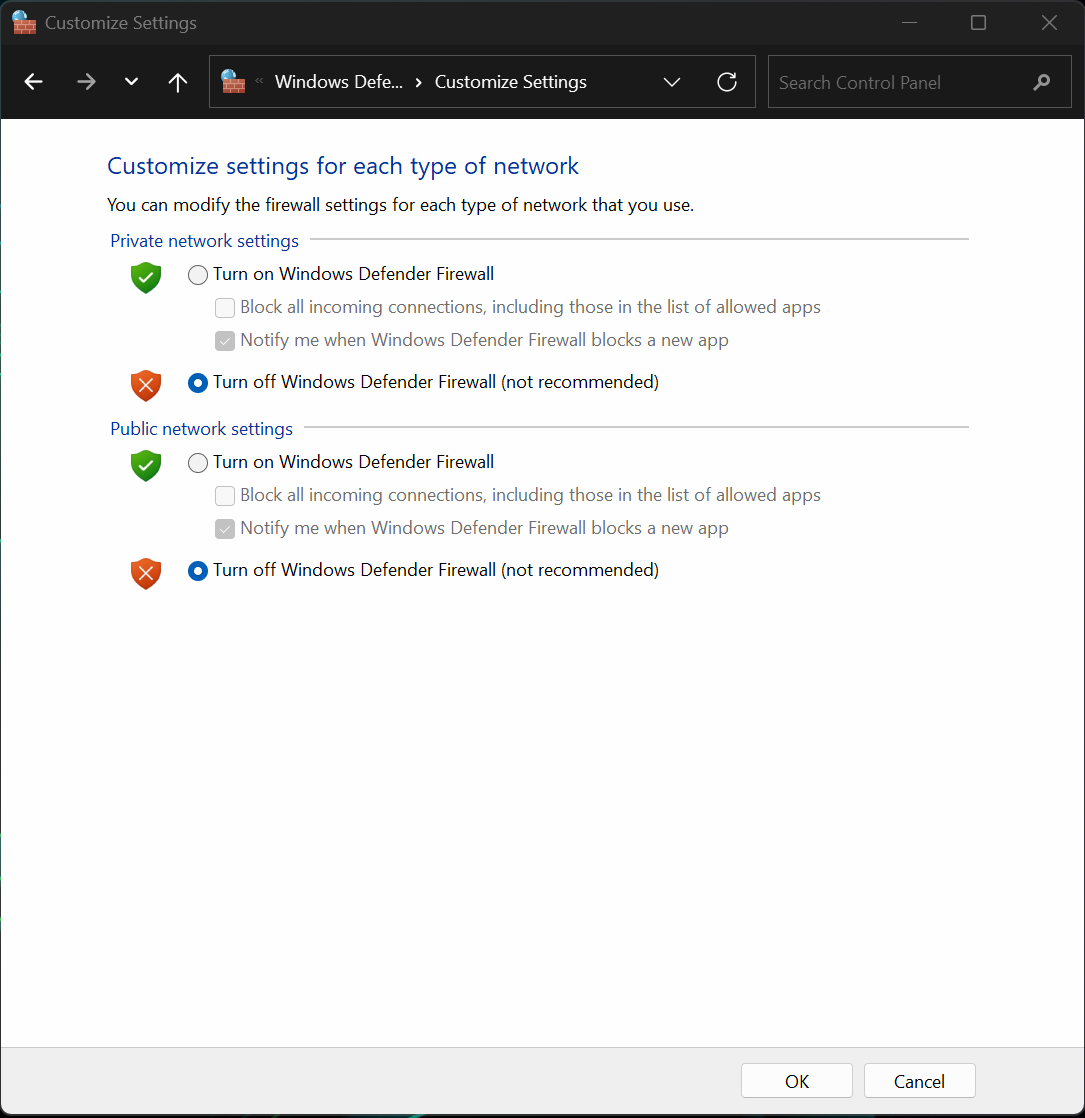 Customize Settings
« Windows Defe... › Customize Settings
Search Control Panel
Customize settings for each type of network
You can modify the firewall settings for each type of network that you use.
Private network settings
Turn on Windows Defender Firewall
Block all incoming connections, including those in the list of allowed apps
Notify me when Windows Defender Firewall blocks a new app
Turn off Windows Defender Firewall (not recommended)
Public network settings
Turn on Windows Defender Firewall
Block all incoming connections, including those in the list of allowed apps
Notify me when Windows Defender Firewall blocks a new app
Turn off Windows Defender Firewall (not recommended)
OK
Cancel